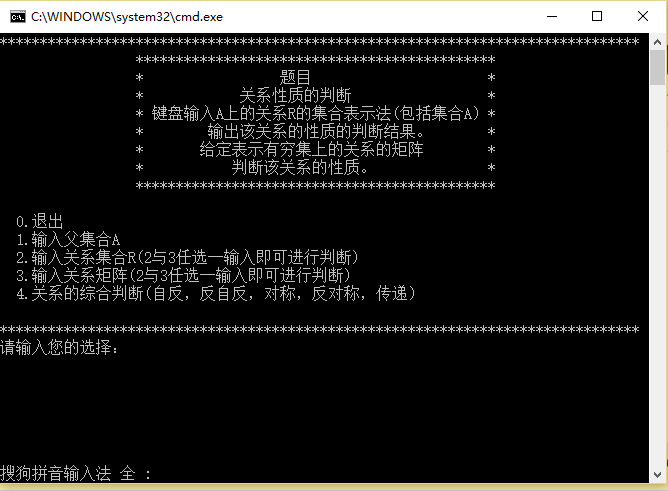 C:\WINDOWS\system32\cmd.exe
********************************************************************************
*********************************************
* 题目 *
* 关系性质的判断 *
* 键盘输入A上的关系R的集合表示法(包括集合A) *
* 输出该关系的性质的判断结果。 *
* 给定表示有穷集上的关系的矩阵 *
* 判断该关系的性质。 *
*********************************************
0.退出
1.输入父集合A
2.输入关系集合R(2与3任选一输入即可进行判断)
3.输入关系矩阵(2与3任选一输入即可进行判断)
4.关系的综合判断(自反，反自反，对称，反对称，传递)
********************************************************************************
请输入您的选择：
搜狗拼音输入法 全 :